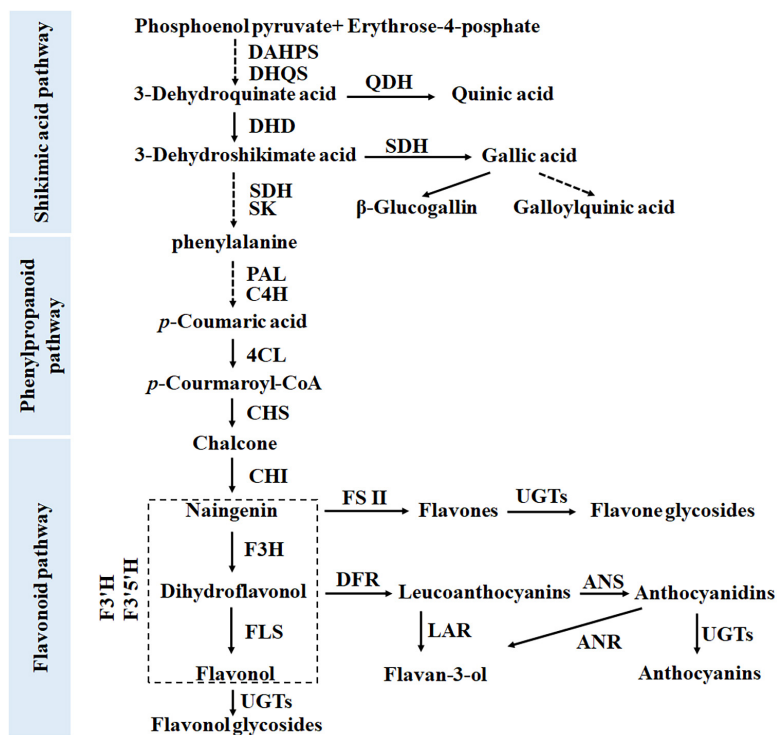 Shikimic acid pathway
Phosphoenol pyruvate+ Erythrose-4-posphate
DAHPS
DHQS
3-Dehydroquinate acid
QDH
Quinic acid
DHD
3-Dehydroshikimate acid
SDH
Gallic acid
SDH
SK
β-Glucogallin
Galloylquinic acid
phenylalanine
Phenylpropanoid
pathway
PAL
C4H
p-Coumaric acid
4CL
p-Courmaroyl-CoA
CHS
Flavonoid pathway
Chalcone
CHI
Naingenin
FS II
Flavones
UGTs
Flavone glycosides
F3'H
F3'5'H
F3H
Dihydroflavonol
DFR
Leucoanthocyanins
ANS
Anthocyanidins
FLS
LAR
ANR
UGTs
Flavonol
Flavan-3-ol
Anthocyanins
UGTs
Flavonol glycosides